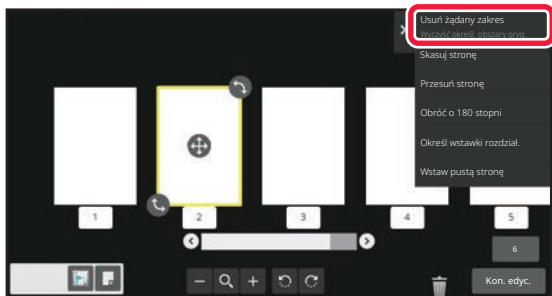 Usuń żądany zakres
Wyczyść określ. obszary oryg.
Skasuj stronę
Przesuń stronę
Obróć o 180 stopni
Określ wstawki rozdział.
Wstaw pustą stronę
1
2
3
4
5
6
Kon. edyc.